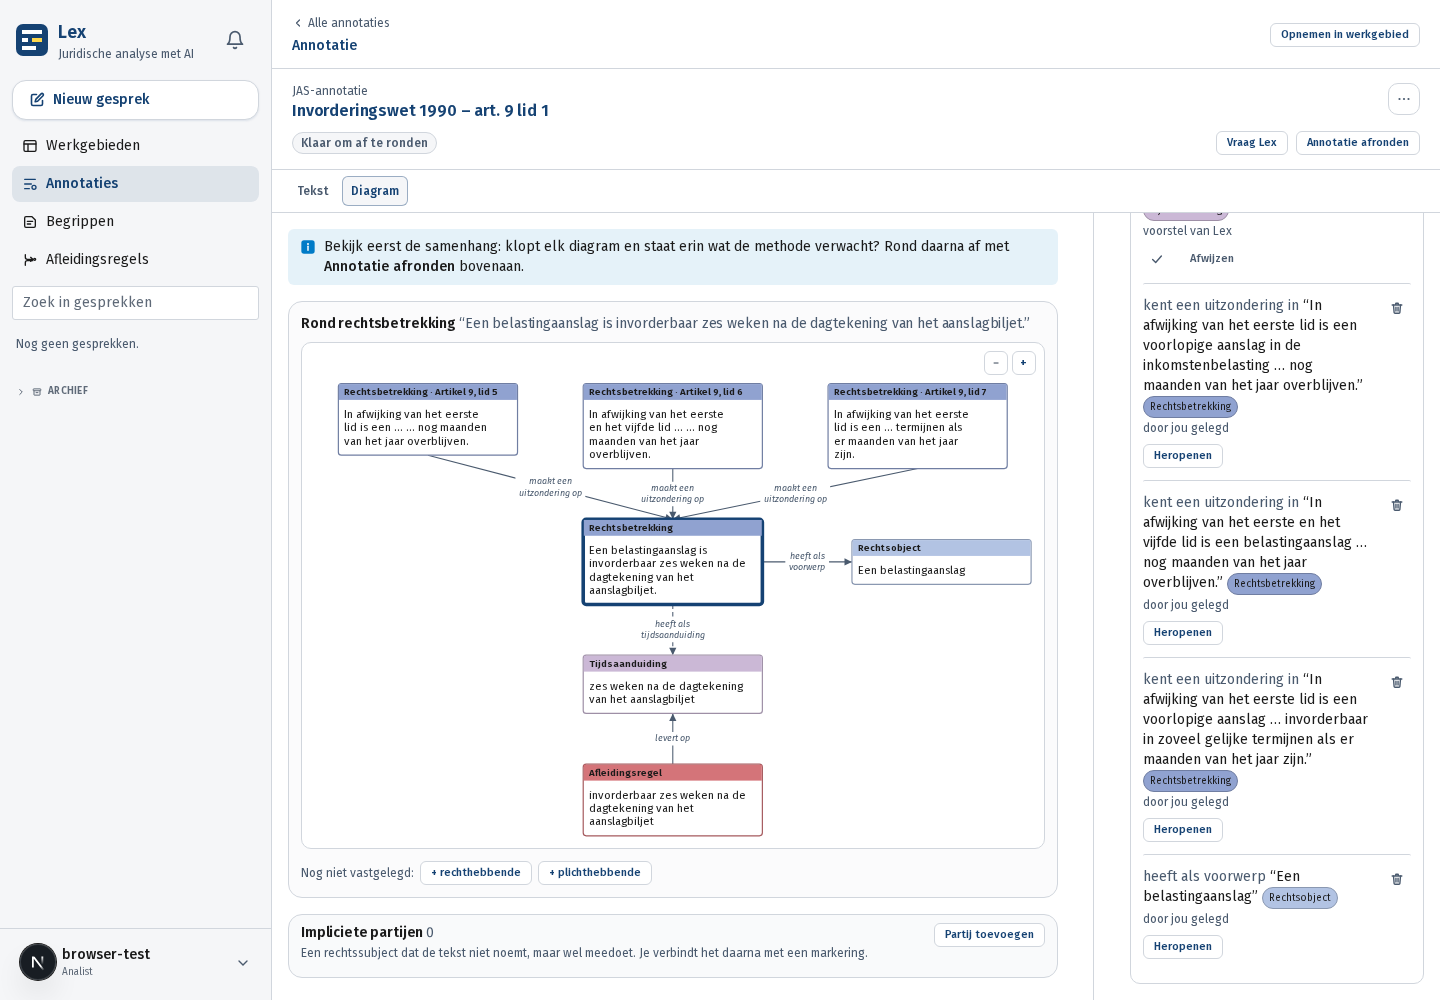 Lex
Juridische analyse met AI
Nieuw gesprek
Werkgebieden
Annotaties
Begrippen
Afleidingsregels
Zoek in gesprekken
Nog geen gesprekken.
ARCHIEF
browser-test
Analist
Alle annotaties
Annotatie
Opnemen in werkgebied
JAS-annotatie
Invorderingswet 1990 – art. 9 lid 1
Klaar om af te ronden
Vraag Lex
Annotatie afronden
Tekst
Diagram
Bekijk eerst de samenhang: klopt elk diagram en staat erin wat de methode verwacht? Rond daarna af met
Annotatie afronden bovenaan.
Rond rechtsbetrekking “Een belastingaanslag is invorderbaar zes weken na de dagtekening van het aanslagbiljet.”
−
+
Rechtsbetrekking · Artikel 9, lid 5
In afwijking van het eerste
lid is een … … nog maanden
van het jaar overblijven.
Rechtsbetrekking · Artikel 9, lid 6
In afwijking van het eerste
en het vijfde lid … … nog
maanden van het jaar
overblijven.
Rechtsbetrekking · Artikel 9, lid 7
In afwijking van het eerste
lid is een … termijnen als
er maanden van het jaar
zijn.
maakt een
uitzondering op
maakt een
uitzondering op
maakt een
uitzondering op
Rechtsbetrekking
Een belastingaanslag is
invorderbaar zes weken na de
dagtekening van het
aanslagbiljet.
heeft als
voorwerp
Rechtsobject
Een belastingaanslag
heeft als
tijdsaanduiding
Tijdsaanduiding
zes weken na de dagtekening
van het aanslagbiljet
levert op
Afleidingsregel
invorderbaar zes weken na de
dagtekening van het
aanslagbiljet
Nog niet vastgelegd:
+ rechthebbende
+ plichthebbende
Impliciete partijen 0
Een rechtssubject dat de tekst niet noemt, maar wel meedoet. Je verbindt het daarna met een markering.
Partij toevoegen
voorstel van Lex
Afwijzen
kent een uitzondering in “In
afwijking van het eerste lid is een
voorlopige aanslag in de
inkomstenbelasting … nog
maanden van het jaar overblijven.”
Rechtsbetrekking
door jou gelegd
Heropenen
kent een uitzondering in “In
afwijking van het eerste en het
vijfde lid is een belastingaanslag …
nog maanden van het jaar
overblijven.” Rechtsbetrekking
door jou gelegd
Heropenen
kent een uitzondering in “In
afwijking van het eerste lid is een
voorlopige aanslag … invorderbaar
in zoveel gelijke termijnen als er
maanden van het jaar zijn.”
Rechtsbetrekking
door jou gelegd
Heropenen
heeft als voorwerp “Een
belastingaanslag” Rechtsobject
door jou gelegd
Heropenen